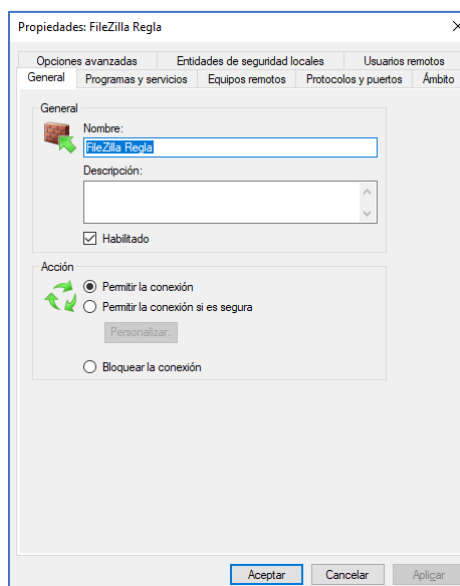 Propiedades: FileZilla Regla
Opciones avanzadas Entidades de seguridad locales Usuarios remotos
General Programas y servicios Equipos remotos Protocolos y puertos Ámbito
General
Nombre:
FileZilla Regla
Descripción:
Habilitado
Acción
Permitir la conexión
Permitir la conexión si es segura
Personalizar.
Bloquear la conexión
Aceptar Cancelar Aplicar